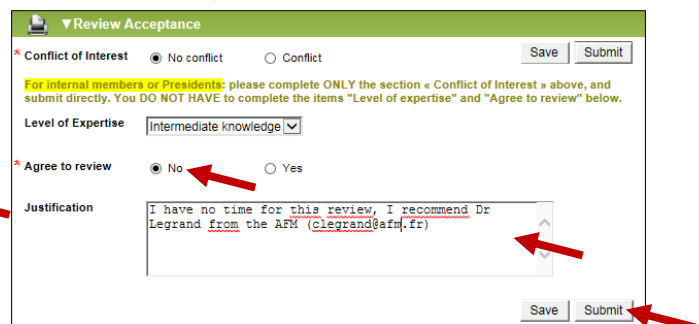 ▼Review Acceptance
* Conflict of Interest No conflict Conflict Save Submit
For internal members or Presidents: please complete ONLY the section « Conflict of Interest » above, and
submit directly. You DO NOT HAVE to complete the items "Level of expertise" and "Agree to review" below.
Level of Expertise Intermediate knowledge
* Agree to review No Yes
Justification I have no time for this review, I recommend Dr
Legrand from the AFM (clegrand@afm.fr)
Save Submit